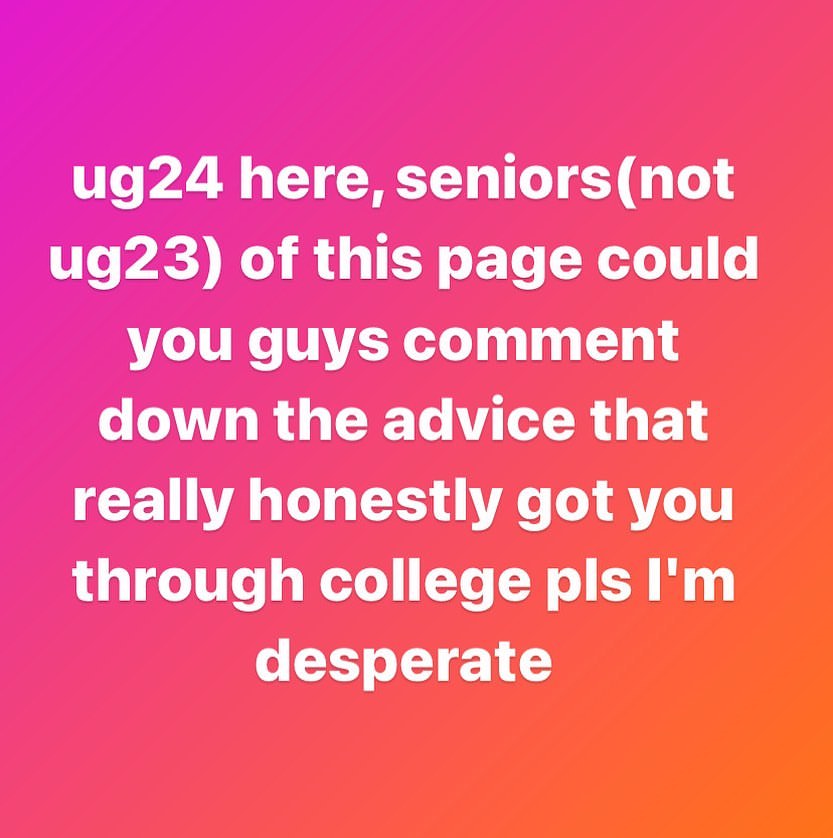 ug24 here, seniors(not
ug23) of this page could
you guys comment
down the advice that
really honestly got you
through college pls I'm
desperate